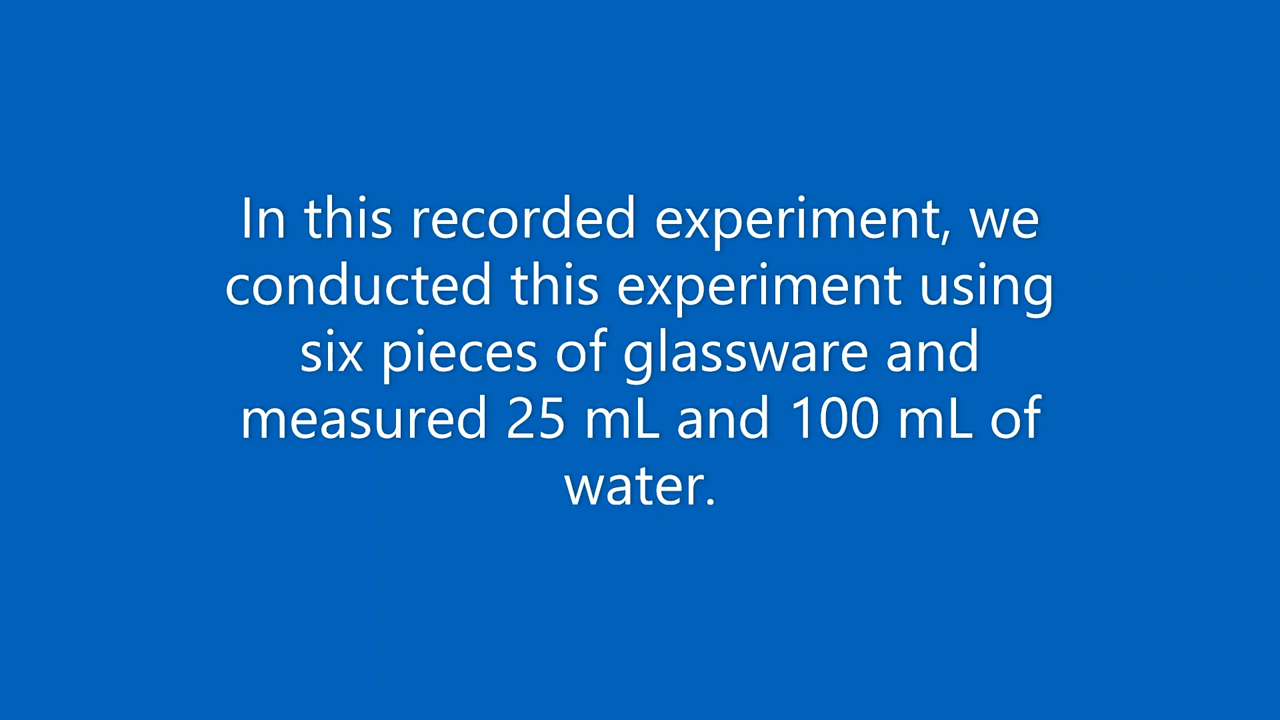 In this recorded experiment, we
conducted this experiment using
six pieces of glassware and
measured 25 mL and 100 mL of
water.